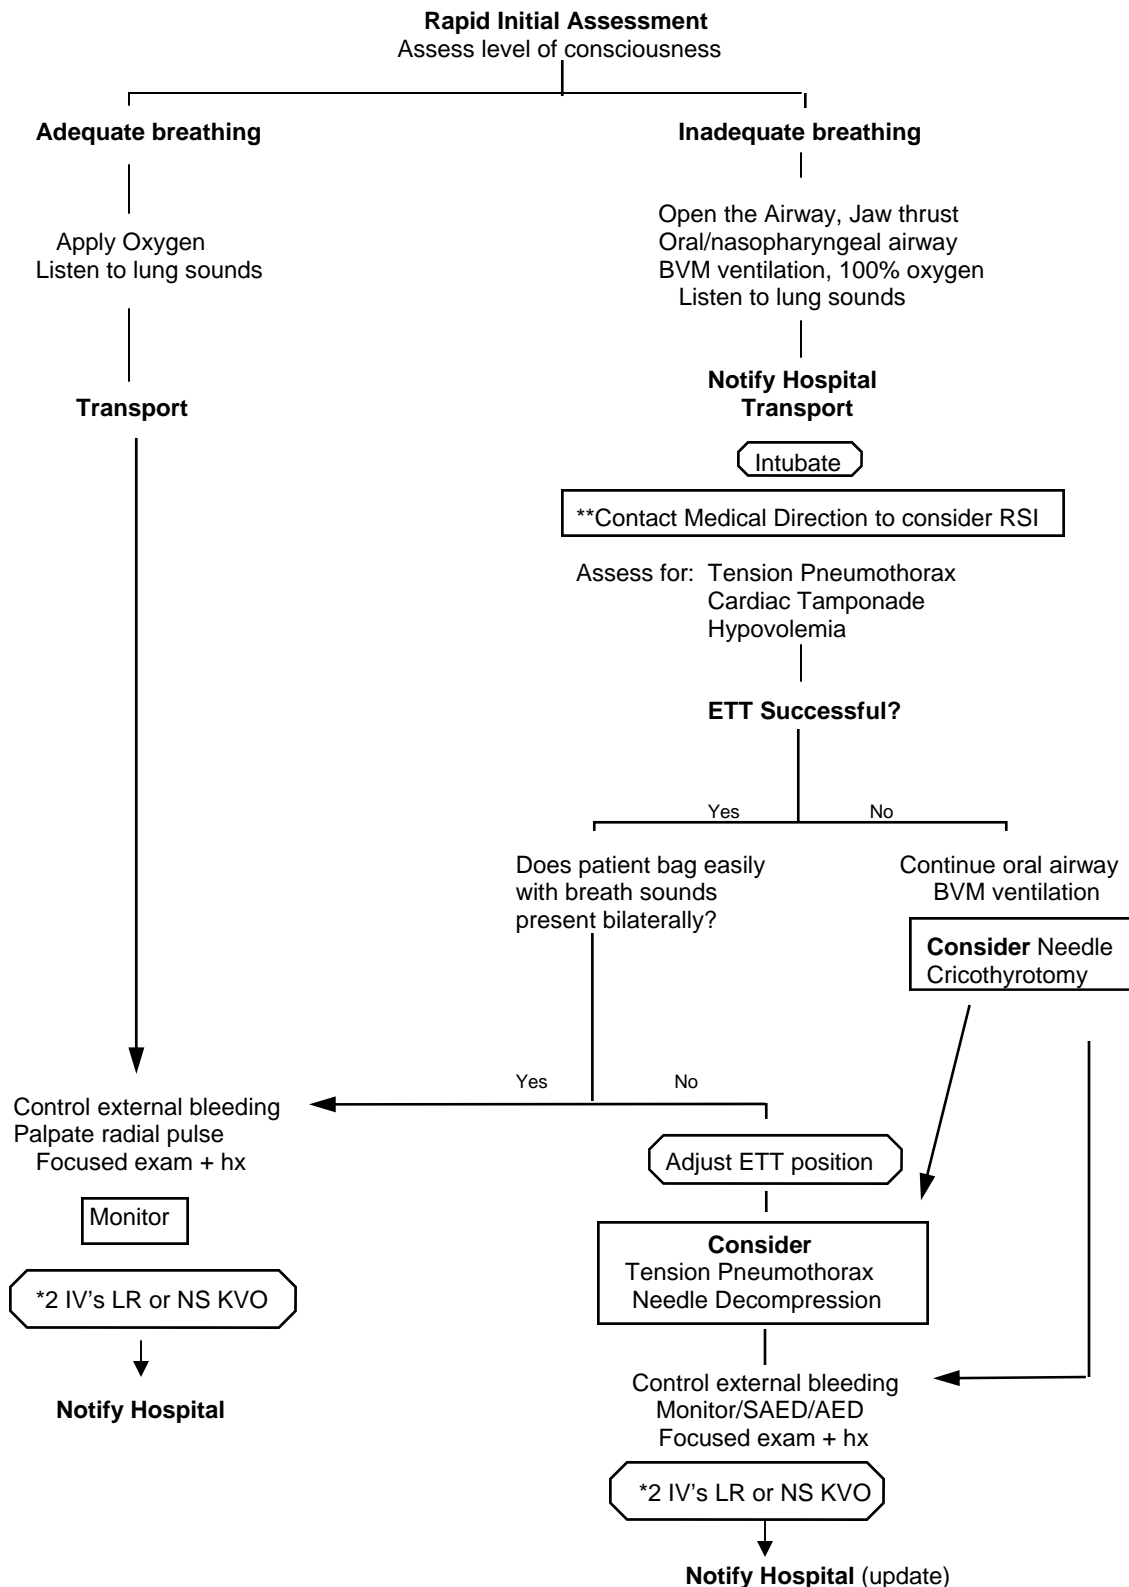 Rapid Initial Assessment
Assess level of consciousness
Adequate breathing
Apply Oxygen
Listen to lung sounds
Transport
Inadequate breathing
Open the Airway, Jaw thrust
Oral/nasopharyngeal airway
BVM ventilation, 100% oxygen
Listen to lung sounds
Notify Hospital
Transport
Intubate
**Contact Medical Direction to consider RSI
Assess for: Tension Pneumothorax
Cardiac Tamponade
Hypovolemia
ETT Successful?
Yes
No
Does patient bag easily
with breath sounds
present bilaterally?
Continue oral airway
BVM ventilation
Consider Needle
Cricothyrotomy
Yes
No
Control external bleeding
Palpate radial pulse
Focused exam + hx
Monitor
*2 IV's LR or NS KVO
Notify Hospital
Adjust ETT position
Consider
Tension Pneumothorax
Needle Decompression
Control external bleeding
Monitor/SAED/AED
Focused exam + hx
*2 IV's LR or NS KVO
Notify Hospital (update)